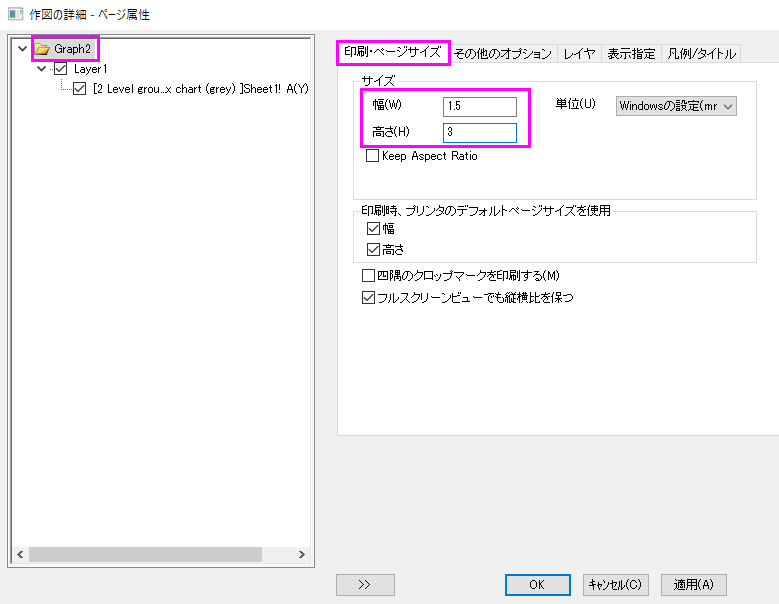 作図の詳細 - ページ属性
Graph2
Layer1
[2 Level grou...x chart (grey) ]Sheet1! A(Y)
印刷・ページサイズ その他のオプション レイヤ 表示指定 凡例/タイトル
サイズ
幅(W) 1.5 単位(U) Windowsの設定(mr
高さ(H) 3
Keep Aspect Ratio
印刷時、プリンタのデフォルトページサイズを使用
幅
高さ
四隅のクロップマークを印刷する(M)
フルスクリーンビューでも縦横比を保つ
>> OK キャンセル(C) 適用(A)